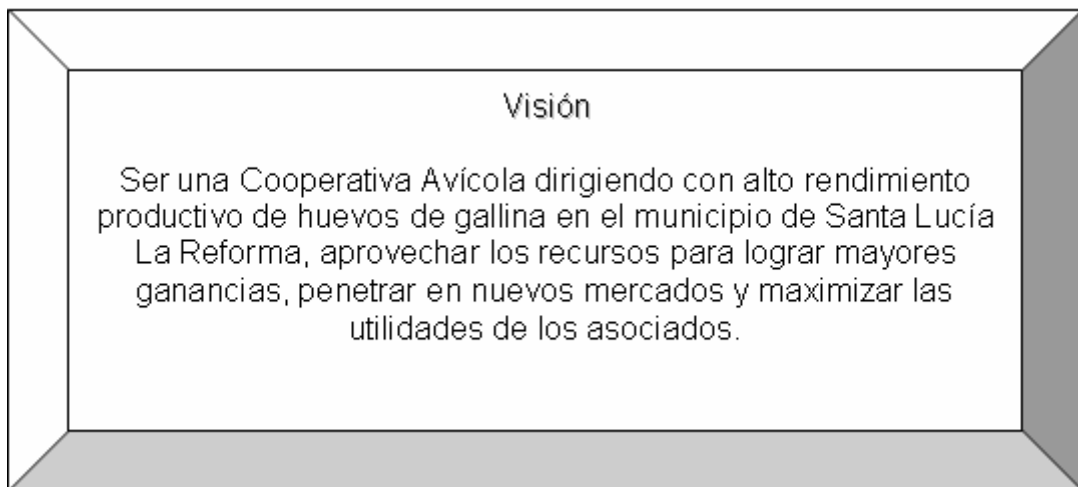 Visión
Ser una Cooperativa Avícola dirigiendo con alto rendimiento
productivo de huevos de gallina en el municipio de Santa Lucía
La Reforma, aprovechar los recursos para lograr mayores
ganancias, penetrar en nuevos mercados y maximizar las
utilidades de los asociados.